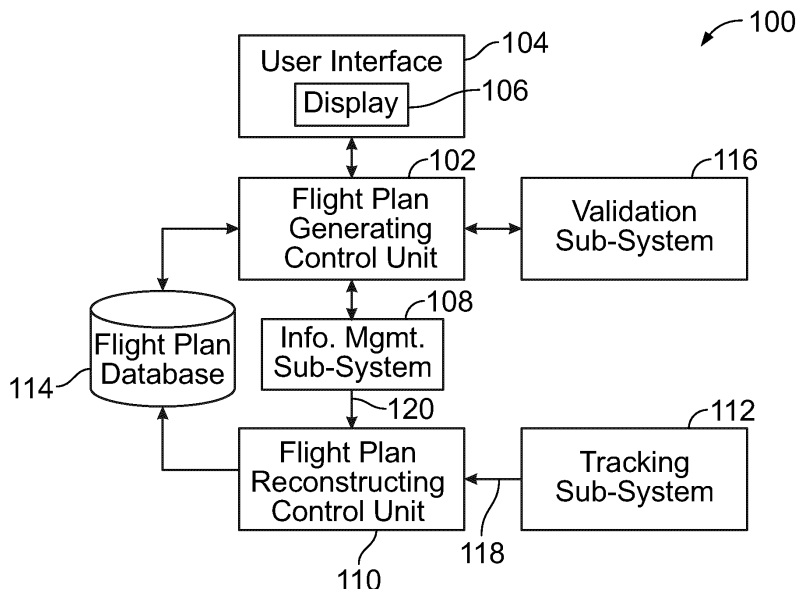 100
104
User Interface
Display
106
102
Flight Plan
Generating
Control Unit
116
Validation
Sub-System
108
Info. Mgmt.
Sub-System
Flight Plan
Database
114
120
112
Flight Plan
Reconstructing
Control Unit
Tracking
Sub-System
118
110